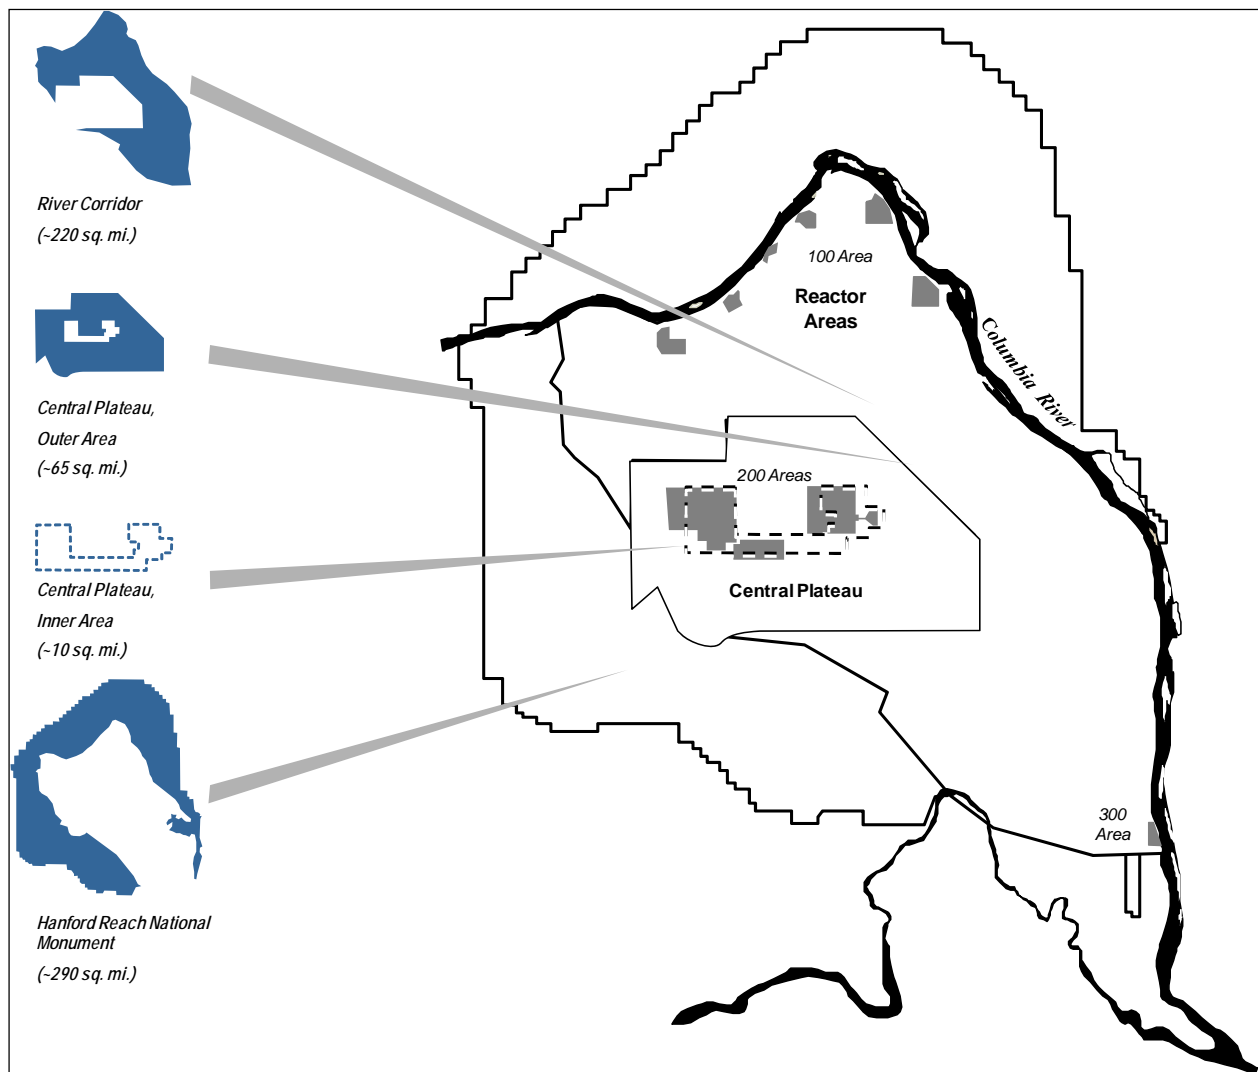 River Corridor
(~220 sq. mi.)
Central Plateau,
Outer Area
(~65 sq. mi.)
Central Plateau,
Inner Area
(~10 sq. mi.)
Hanford Reach National
Monument
(~290 sq. mi.)
100 Area
Reactor
Areas
Columbia River
200 Areas
Central Plateau
300
Area